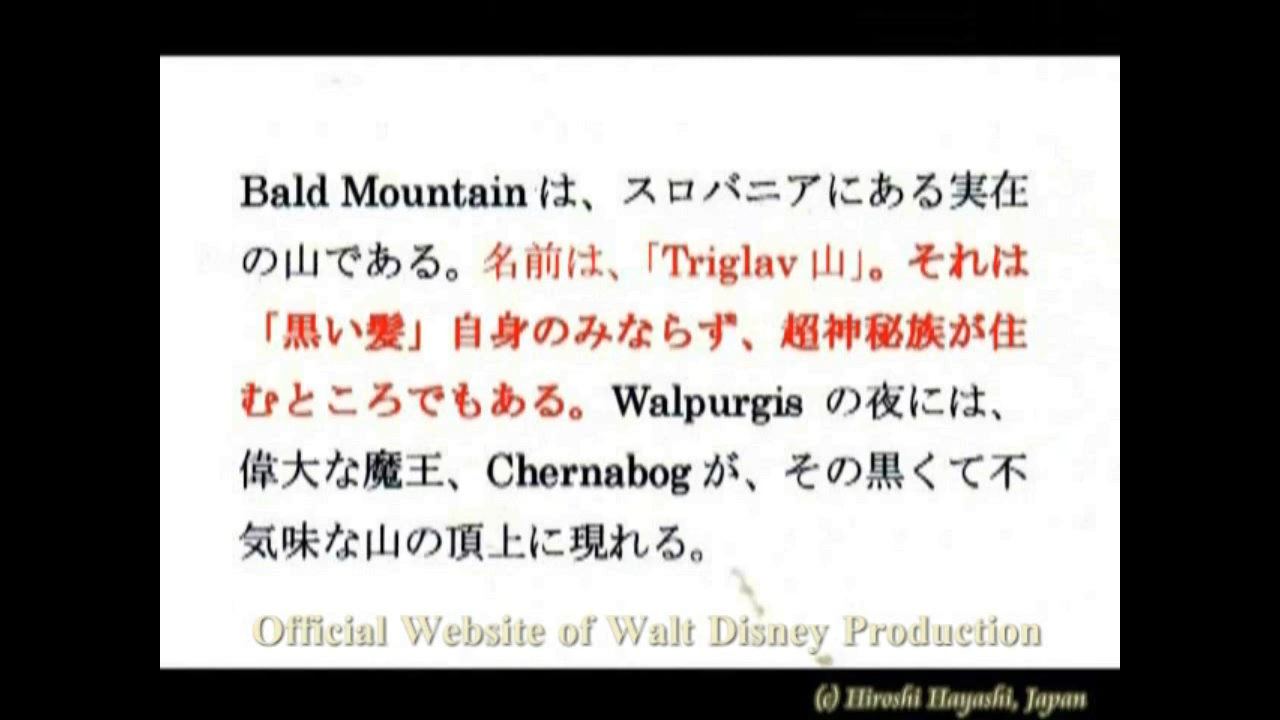 Bald Mountain は、スロバニアにある実在
の山である。名前は、「Triglav 山」。それは
「黒い髪」自身のみならず、超神秘族が住
むところでもある。Walpurgis の夜には、
偉大な魔王、Chernabog が、その黒くて不
気味な山の頂上に現れる。
Official Website of Walt Disney Production
(c) Hiroshi Hayashi, Japan